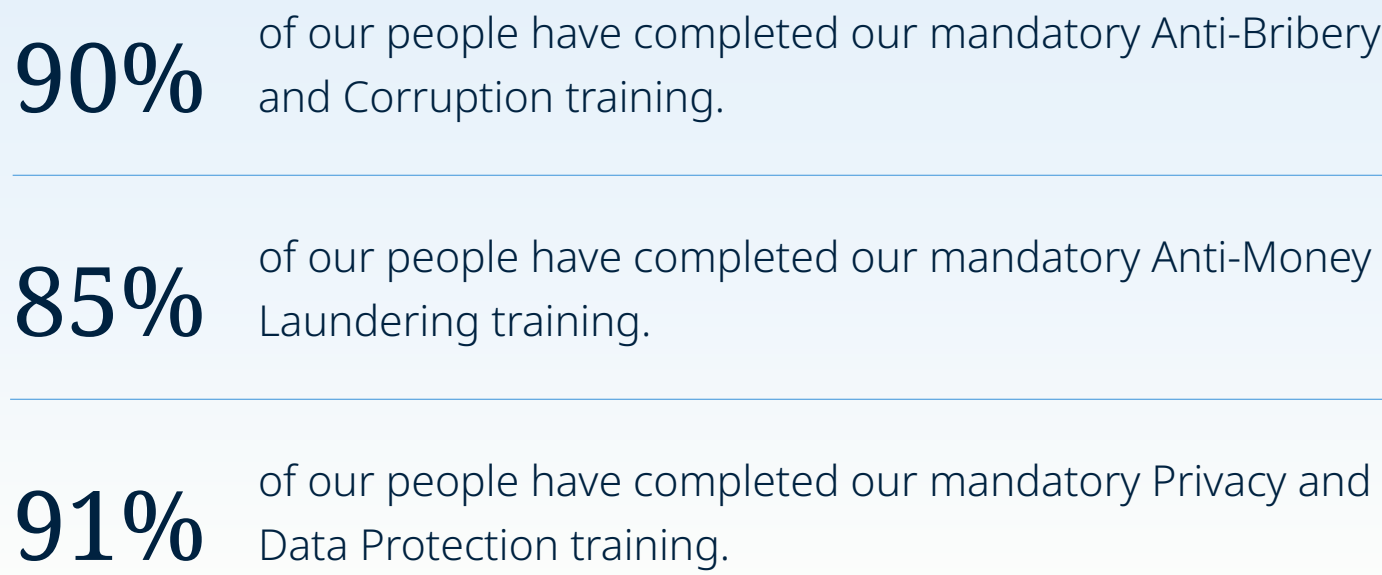 90%
of our people have completed our mandatory Anti-Bribery
and Corruption training.
85%
of our people have completed our mandatory Anti-Money
Laundering training.
91%
of our people have completed our mandatory Privacy and
Data Protection training.